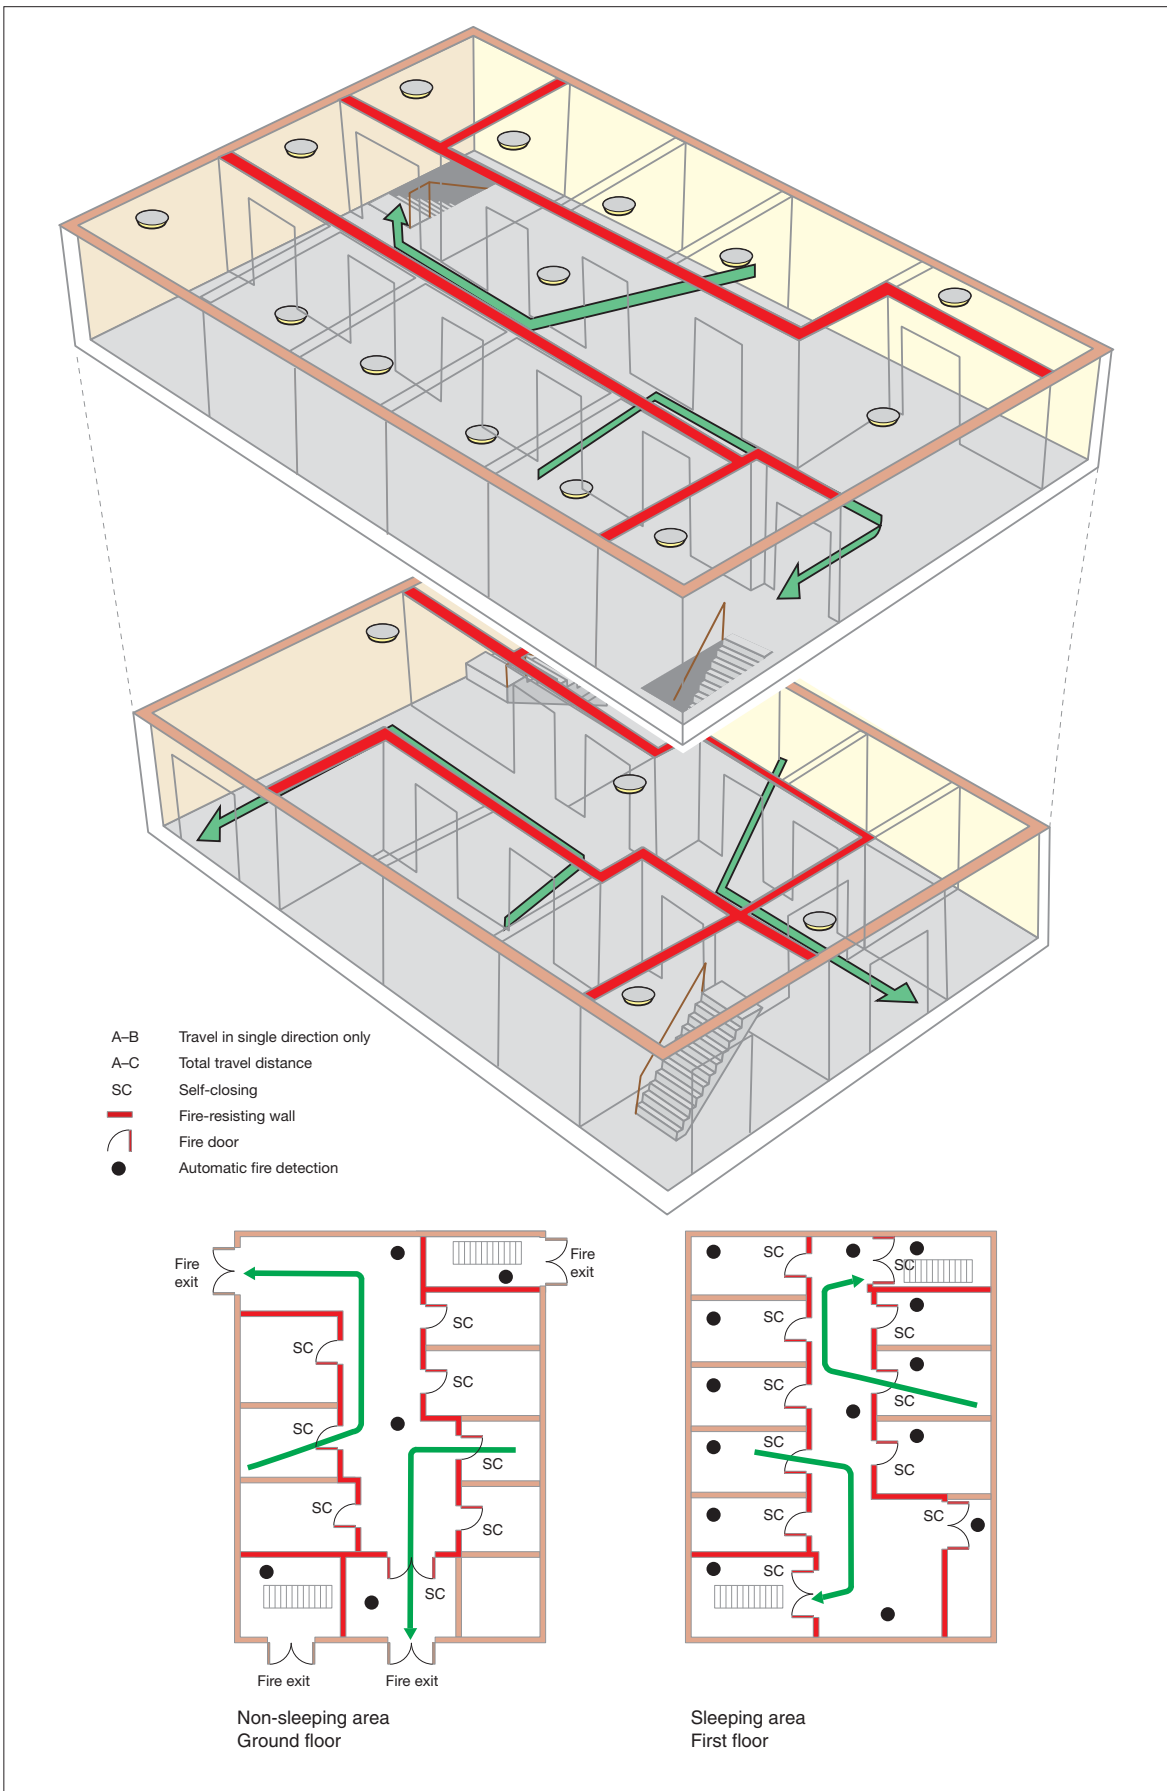 A–B Travel in single direction only
A–C Total travel distance
SC Self-closing
Fire-resisting wall
Fire door
Automatic fire detection
Fire
exit
Fire
exit
SC
SC
SC
SC
SC
SC
SC
SC
Fire exit
Fire exit
Non-sleeping area
Ground floor
SC
SC
SC
SC
SC
SC
SC
SC
SC
SC
SC
Sleeping area
First floor